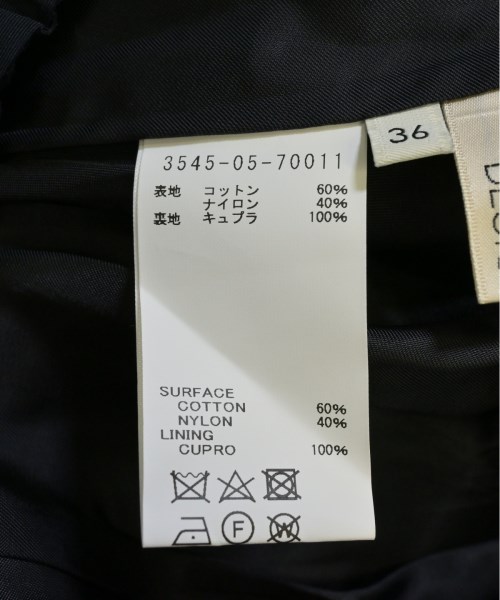 3545-05-70011
表地 コットン 60%
ナイロン 40%
裏地 キュプラ 100%
SURFACE
COTTON 60%
NYLON 40%
LINING
CUPRO 100%
F
W
36